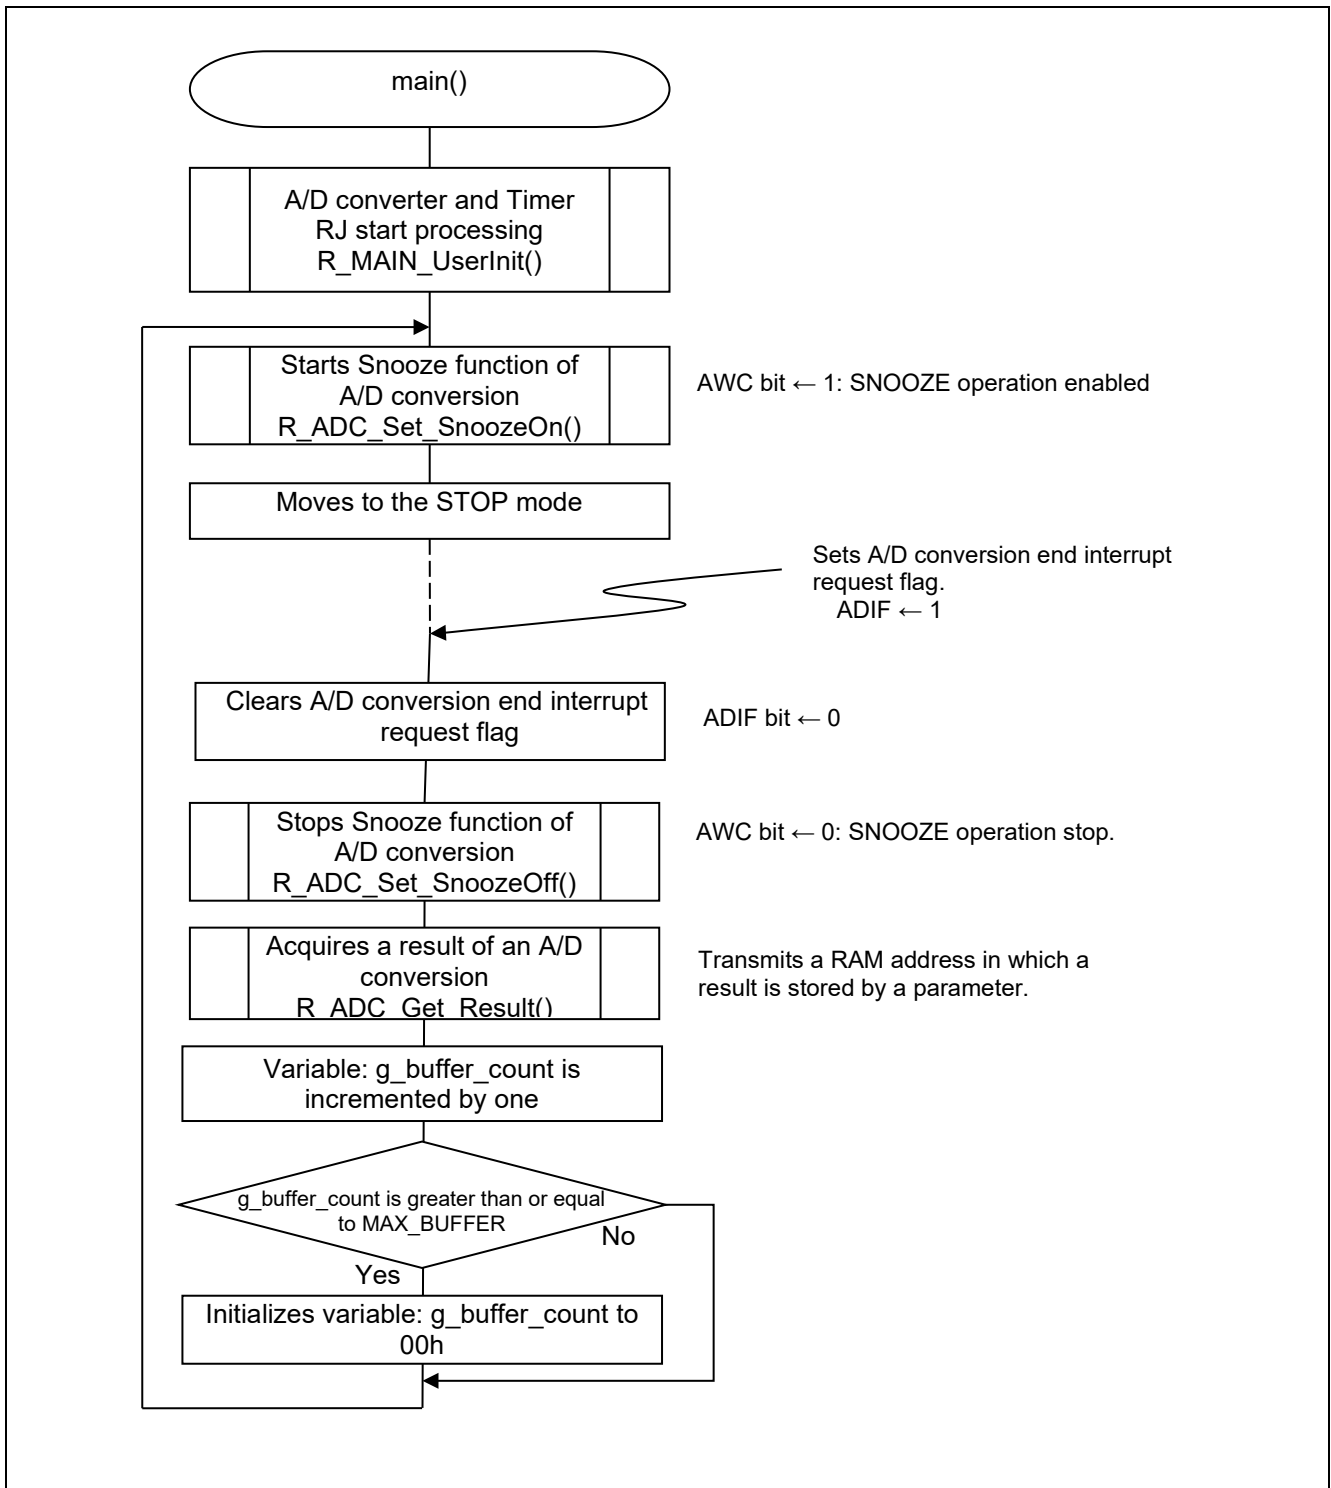 main()
A/D converter and Timer
RJ start processing
R_MAIN_UserInit()
Starts Snooze function of
A/D conversion
R_ADC_Set_SnoozeOn()
AWC bit ← 1: SNOOZE operation enabled
Moves to the STOP mode
Sets A/D conversion end interrupt
request flag.
ADIF ← 1
Clears A/D conversion end interrupt
request flag
ADIF bit ← 0
Stops Snooze function of
A/D conversion
R_ADC_Set_SnoozeOff()
AWC bit ← 0: SNOOZE operation stop.
Acquires a result of an A/D
conversion
R_ADC_Get_Result()
Transmits a RAM address in which a
result is stored by a parameter.
Variable: g_buffer_count is
incremented by one
g_buffer_count is greater than or equal
to MAX_BUFFER
No
Yes
Initializes variable: g_buffer_count to
00h